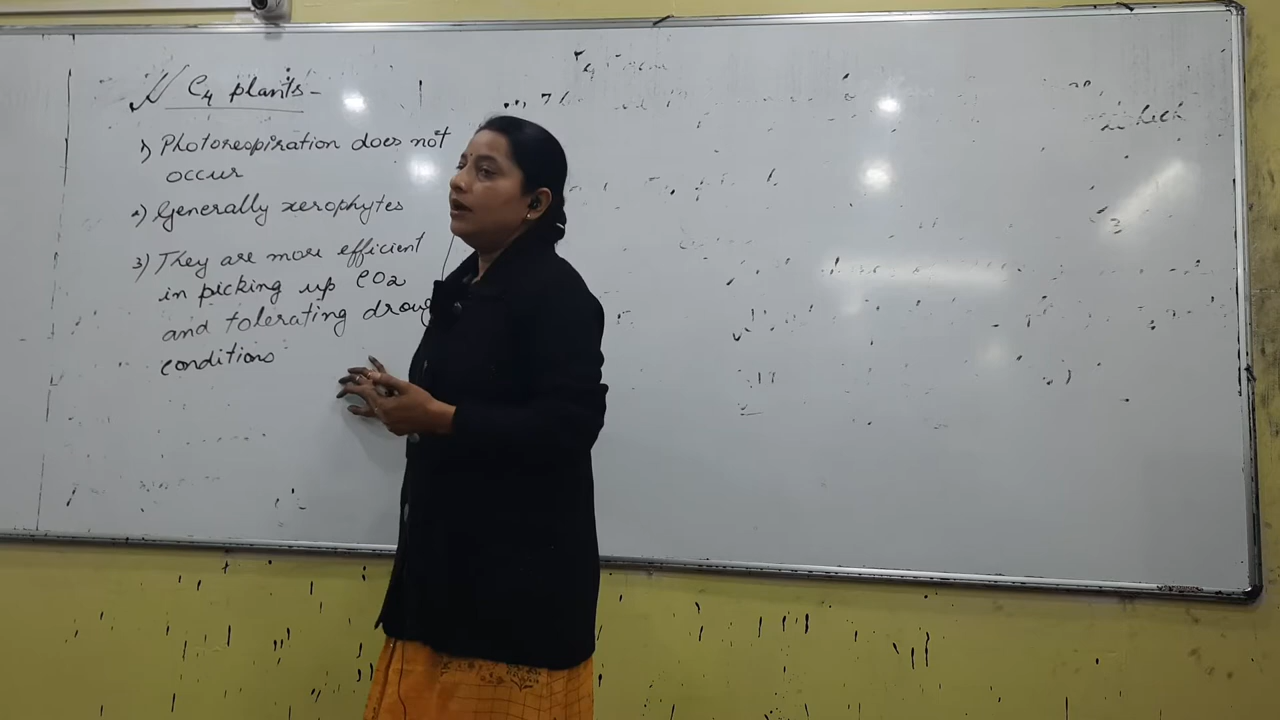 C4 plants-
1) Photorespiration does not
occur
2) Generally xerophytes
3) They are more efficient
in picking up CO2
and tolerating
conditions